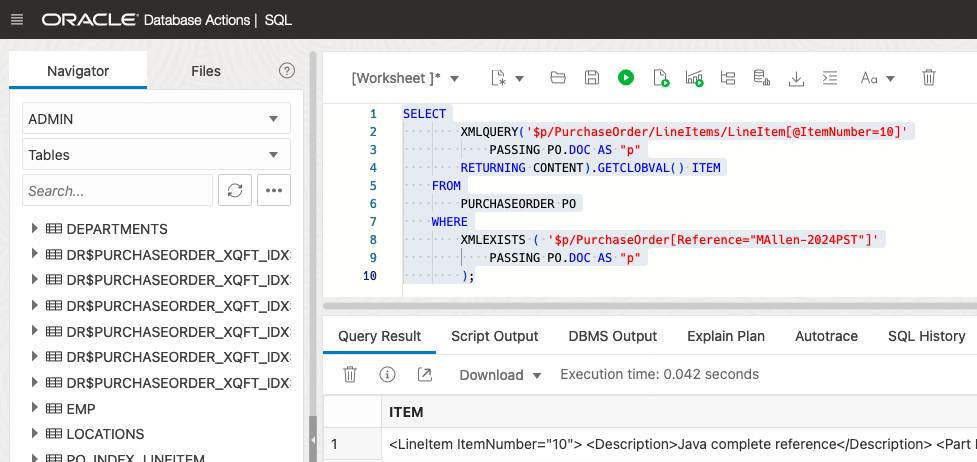 ORACLE Database Actions | SQL
Navigator
Files
?
ADMIN
Tables
Search...
DEPARTMENTS
DR$PURCHASEORDER_XQFT_IDX
DR$PURCHASEORDER_XQFT_IDX
DR$PURCHASEORDER_XQFT_IDX
DR$PURCHASEORDER_XQFT_IDX
DR$PURCHASEORDER_XQFT_IDX
DR$PURCHASEORDER_XQFT_IDX
EMP
LOCATIONS
PO_INDEX_LINEITEM
[Worksheet ]*
Aa
1 SELECT
2 XMLQUERY('$p/PurchaseOrder/LineItems/LineItem[@ItemNumber=10]'
3 PASSING PO.DOC AS "p"
4 RETURNING CONTENT).GETCLOBVAL() ITEM
5 FROM
6 PURCHASEORDER PO
7 WHERE
8 XMLEXISTS ( '$p/PurchaseOrder[Reference="MAllen-2024PST"]'
9 PASSING PO.DOC AS "p"
10 );
Query Result
Script Output
DBMS Output
Explain Plan
Autotrace
SQL History
Download
Execution time: 0.042 seconds
ITEM
1 <LineItem ItemNumber="10"> <Description>Java complete reference</Description> <Part